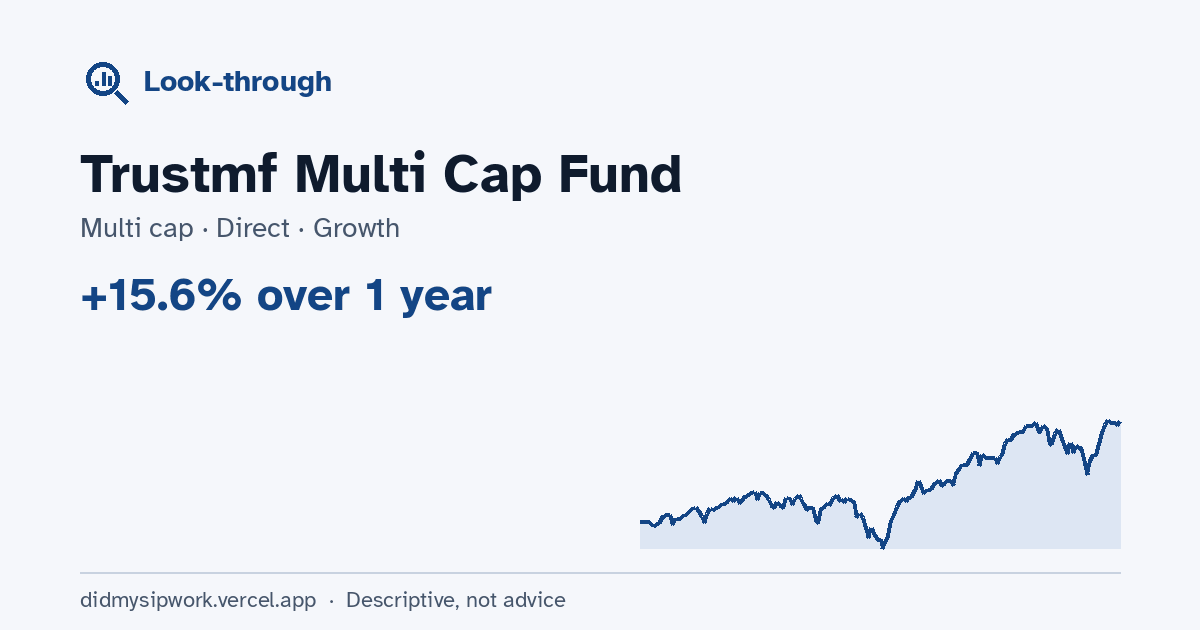 Look-through
Trustmf Multi Cap Fund
Multi cap · Direct · Growth
+15.6% over 1 year
didmysipwork.vercel.app · Descriptive, not advice